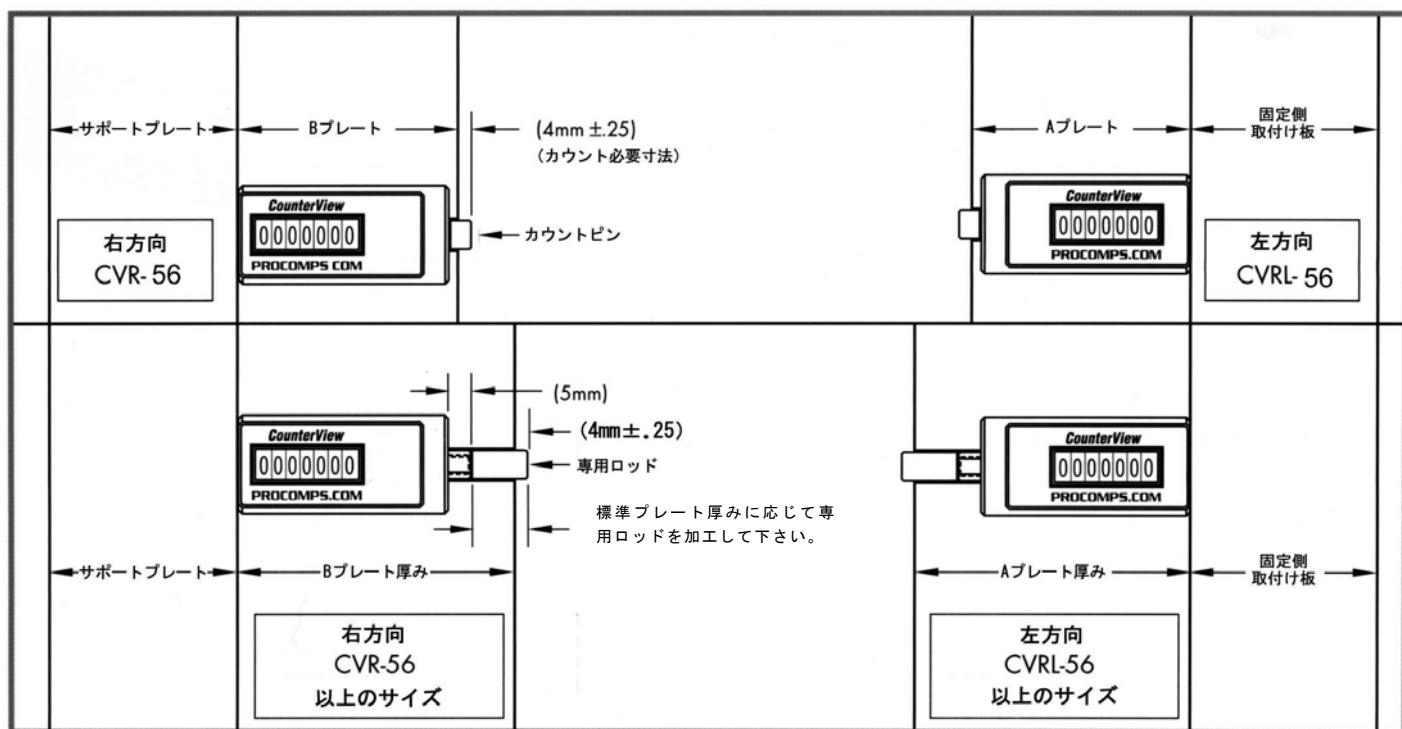 サポートプレート
Bプレート
(4mm ±.25)
(カウント必要寸法)
Aプレート
固定側
取付け板
右方向
CVR-56
CounterView
0000000
PROCOMPS COM
カウントピン
CounterView
0000000
PROCOMPS.COM
左方向
CVRL-56
(5mm)
(4mm±.25)
専用ロッド
標準プレート厚みに応じて専
用ロッドを加工して下さい。
CounterView
0000000
PROCOMPS.COM
CounterView
0000000
PROCOMPS.COM
サポートプレート
Bプレート厚み
Aプレート厚み
固定側
取付け板
右方向
CVR-56
以上のサイズ
左方向
CVRL-56
以上のサイズ